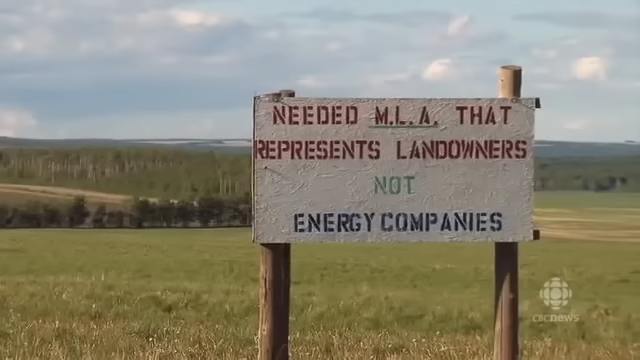 NEEDED M.L.A. THAT
REPRESENTS LANDOWNERS
NOT
ENERGY COMPANIES
CBCnews